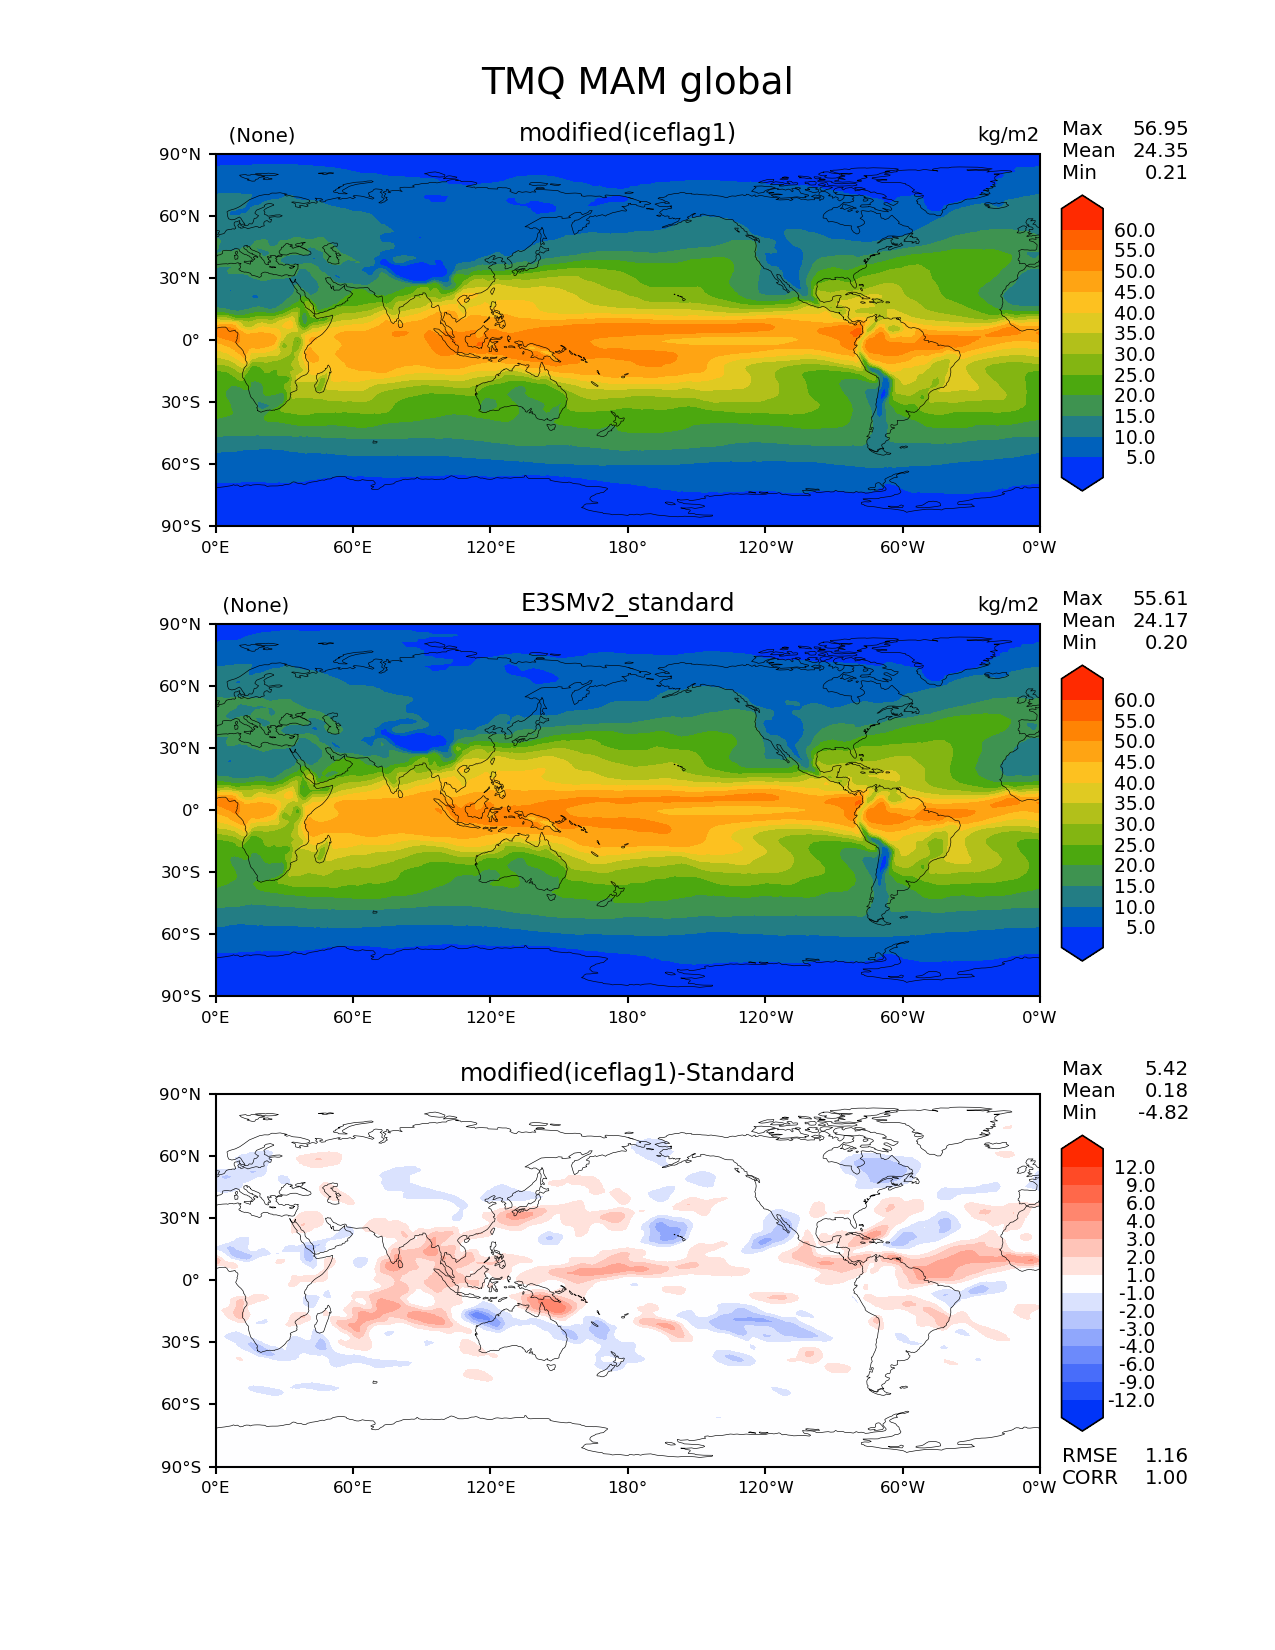 TMQ MAM global
(None) modified(iceflag1) kg/m2
Max 56.95
Mean 24.35
Min 0.21
90°N
60°N
30°N
0°
30°S
60°S
90°S
0°E 60°E 120°E 180° 120°W 60°W 0°W
60.0
55.0
50.0
45.0
40.0
35.0
30.0
25.0
20.0
15.0
10.0
5.0
(None) E3SMv2_standard kg/m2
Max 55.61
Mean 24.17
Min 0.20
90°N
60°N
30°N
0°
30°S
60°S
90°S
0°E 60°E 120°E 180° 120°W 60°W 0°W
60.0
55.0
50.0
45.0
40.0
35.0
30.0
25.0
20.0
15.0
10.0
5.0
modified(iceflag1)-Standard
Max 5.42
Mean 0.18
Min -4.82
90°N
60°N
30°N
0°
30°S
60°S
90°S
0°E 60°E 120°E 180° 120°W 60°W 0°W
12.0
9.0
6.0
4.0
3.0
2.0
1.0
-1.0
-2.0
-3.0
-4.0
-6.0
-9.0
-12.0
RMSE 1.16
CORR 1.00